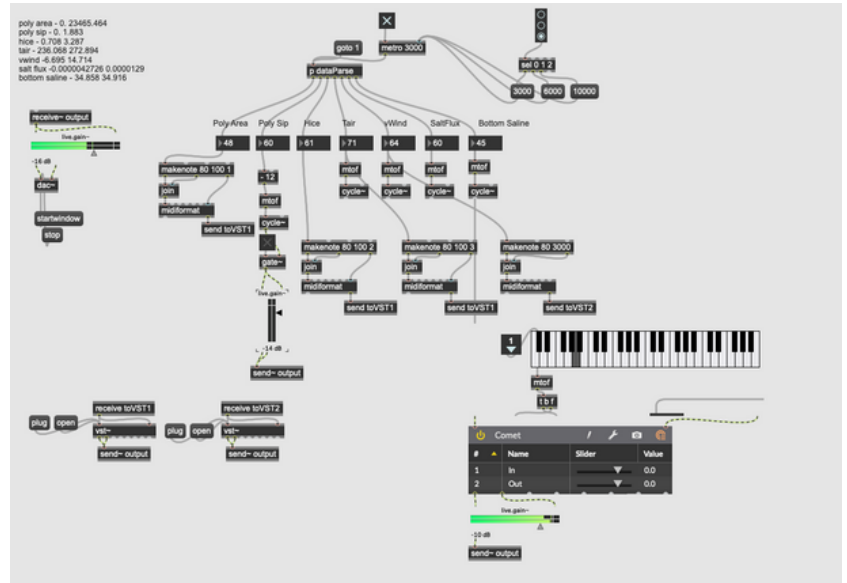 poly area - 0. 23465.464
poly sip - 0. 1.883
hice - 0.708 3.287
tair - 236.068 272.894
vwind -6.695 14.714
salt flux -0.0000042726 0.0000129
bottom saline - 34.858 34.916
goto 1
metro 3000
p dataParse
sel 0 1 2
3000 6000 10000
receive~ output
live.gain~
-16 dB
dac~
startwindow
stop
Poly Area Poly Sip Hice Tair vWind SaltFlux Bottom Saline
48 60 61 71 64 60 45
makenote 80 100 1
join
midiformat
send toVST1
- 12
mtof
cycle~
gate~
live.gain~
-14 dB
send~ output
mtof mtof mtof mtof
cycle~ cycle~ cycle~ cycle~
makenote 80 100 2 makenote 80 100 3 makenote 80 3000
join join join
midiformat midiformat midiformat
send toVST1 send toVST1 send toVST2
1
mtof
t b f
receive toVST1 receive toVST2
plug open plug open
vst~ vst~
send~ output send~ output
Comet
# Name Slider Value
1 In 0.0
2 Out 0.0
live.gain~
-10 dB
send~ output